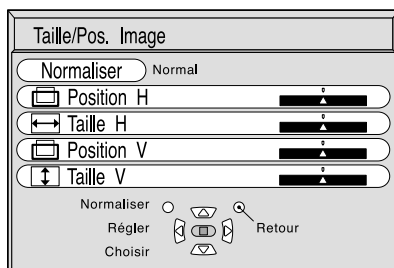 Taille/Pos. Image
Normaliser Normal
Position H
Taille H
Position V
Taille V
Normaliser
Régler Retour
Choisir